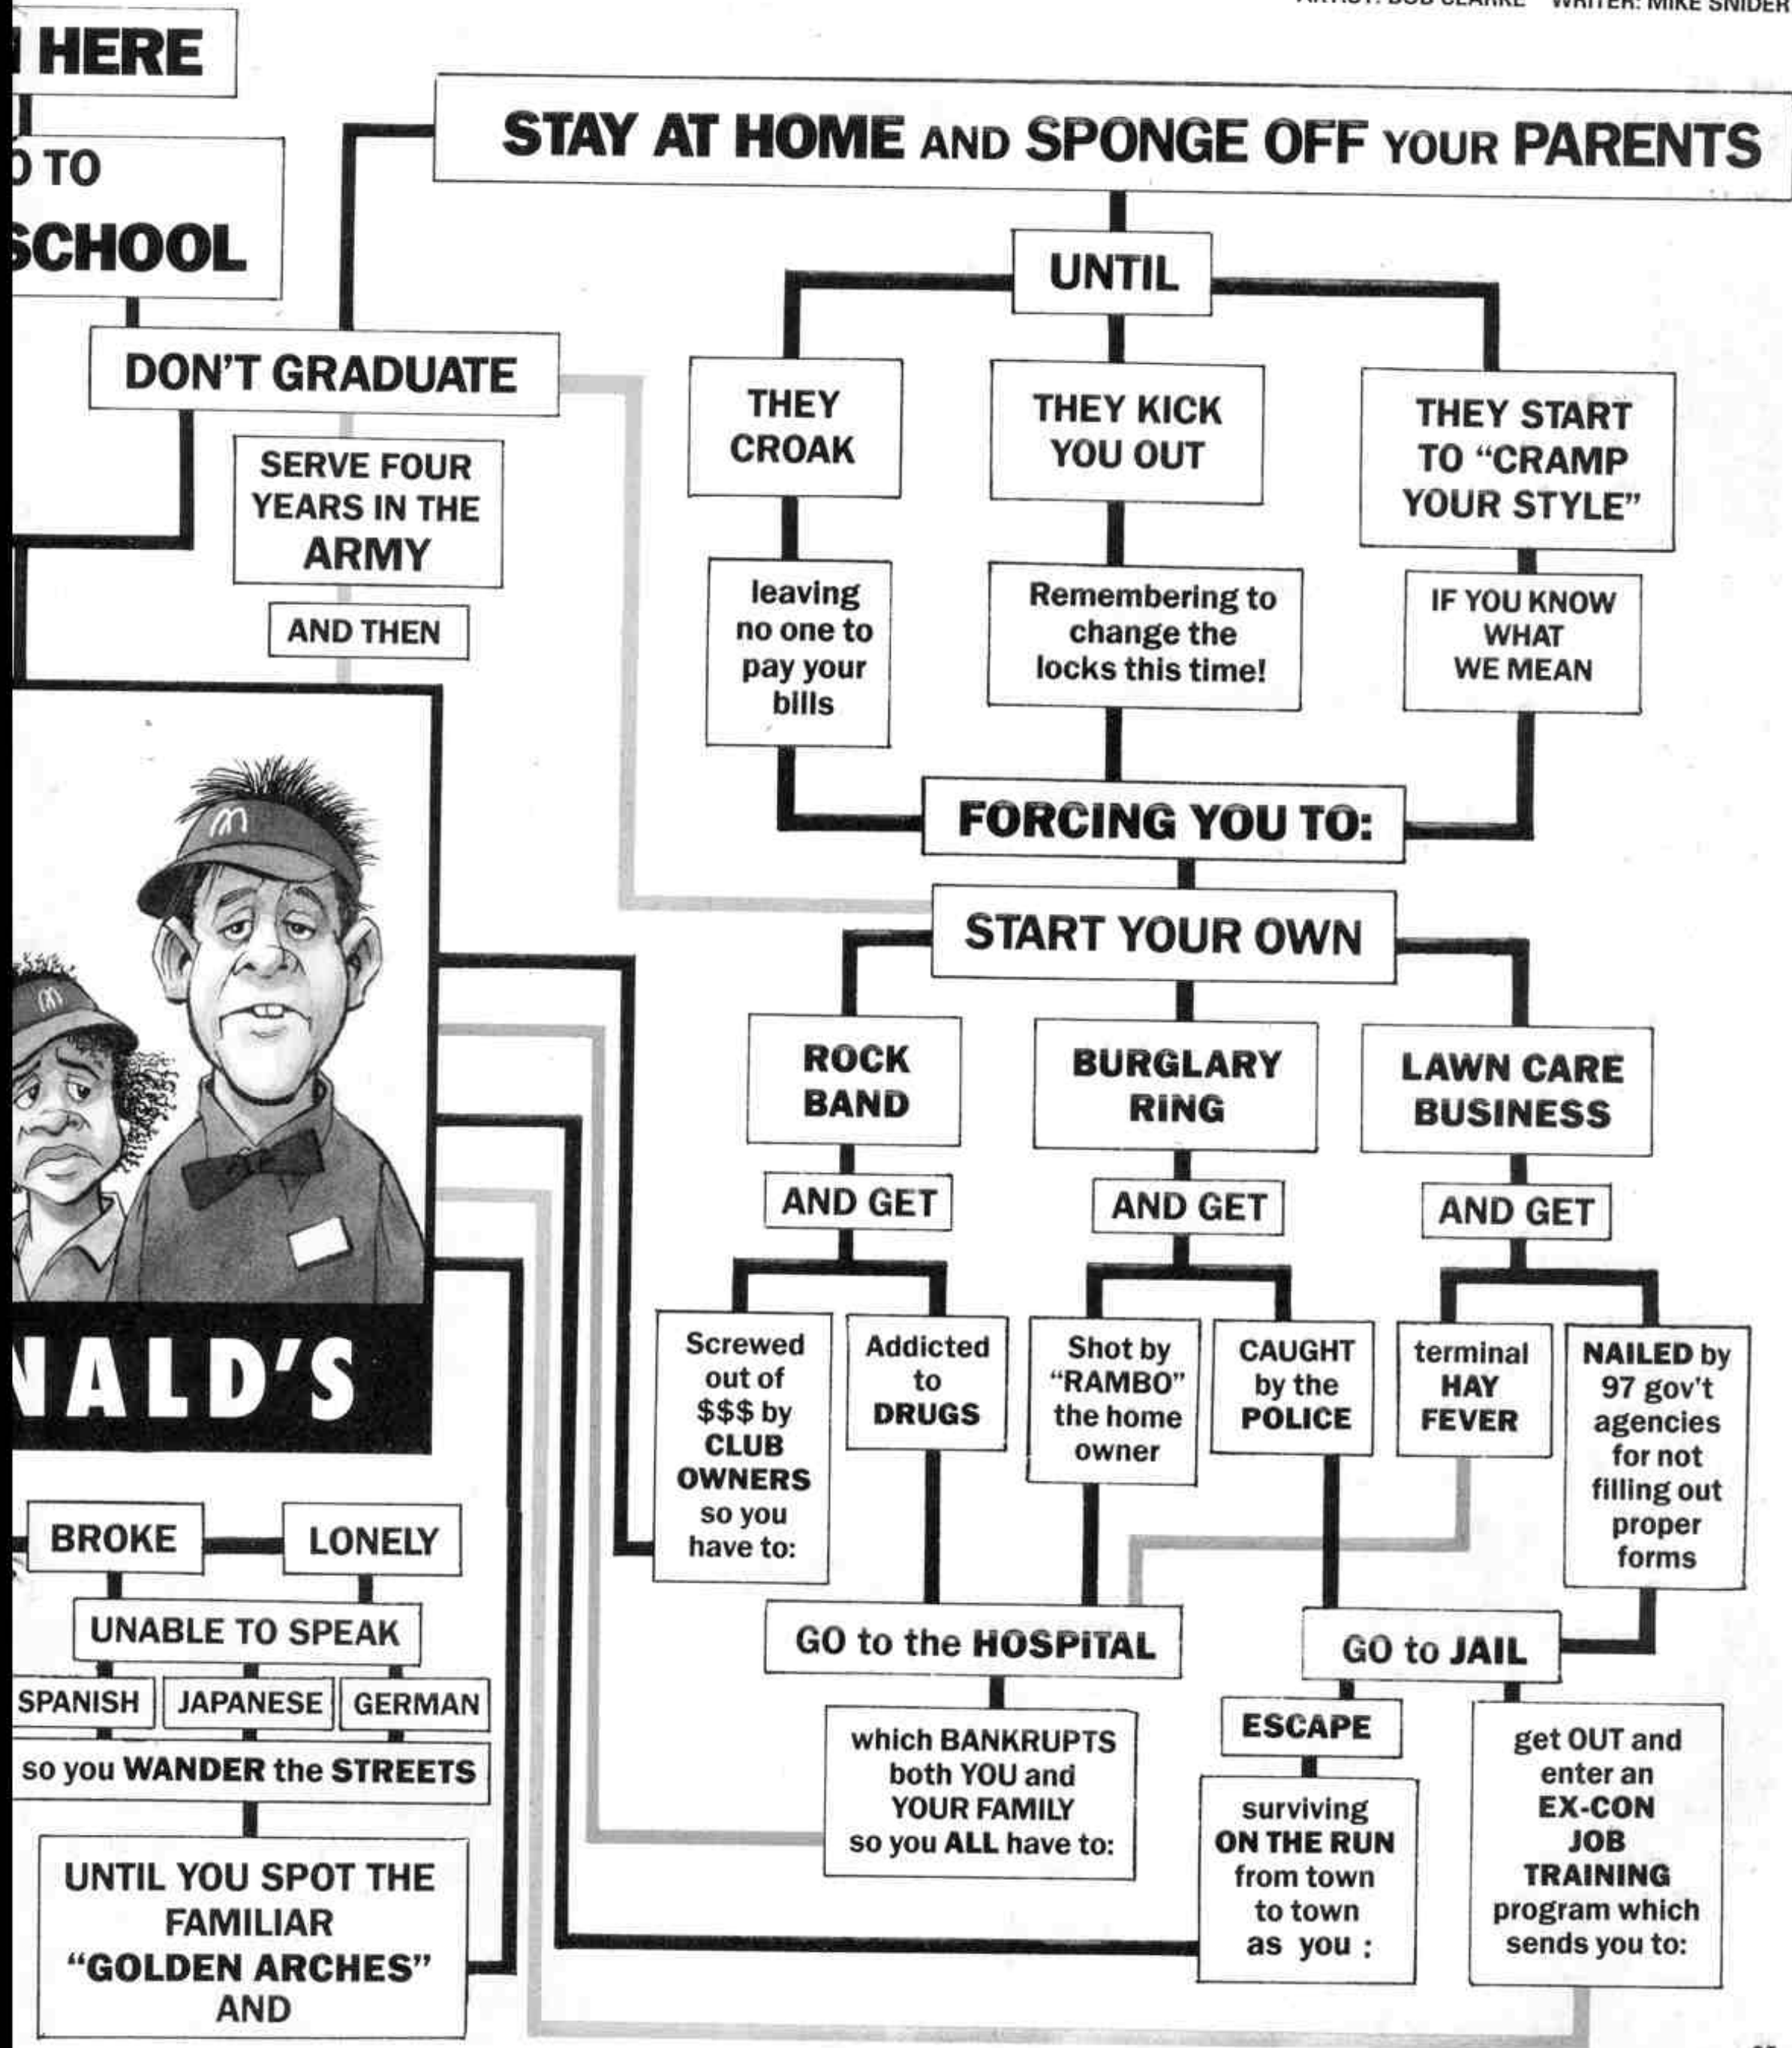 WRITER: MIKE SNIDER
HERE
TO
SCHOOL
STAY AT HOME AND SPONGE OFF YOUR PARENTS
UNTIL
DON'T GRADUATE
SERVE FOUR
YEARS IN THE
ARMY
AND THEN
THEY
CROAK
THEY KICK
YOU OUT
THEY START
TO “CRAMP
YOUR STYLE”
leaving
no one to
pay your
bills
Remembering to
change the
locks this time!
IF YOU KNOW
WHAT
WE MEAN
FORCING YOU TO:
START YOUR OWN
ROCK
BAND
BURGLARY
RING
LAWN CARE
BUSINESS
AND GET
AND GET
AND GET
Screwed
out of
$$$ by
CLUB
OWNERS
so you
have to:
Addicted
to
DRUGS
Shot by
“RAMBO”
the home
owner
CAUGHT
by the
POLICE
terminal
HAY
FEVER
NAILED by
97 gov't
agencies
for not
filling out
proper
forms
GO to the HOSPITAL
GO to JAIL
which BANKRUPTS
both YOU and
YOUR FAMILY
so you ALL have to:
ESCAPE
surviving
ON THE RUN
from town
to town
as you :
get OUT and
enter an
EX-CON
JOB
TRAINING
program which
sends you to:
NALD'S
BROKE
LONELY
UNABLE TO SPEAK
SPANISH
JAPANESE
GERMAN
so you WANDER the STREETS
UNTIL YOU SPOT THE
FAMILIAR
“GOLDEN ARCHES”
AND